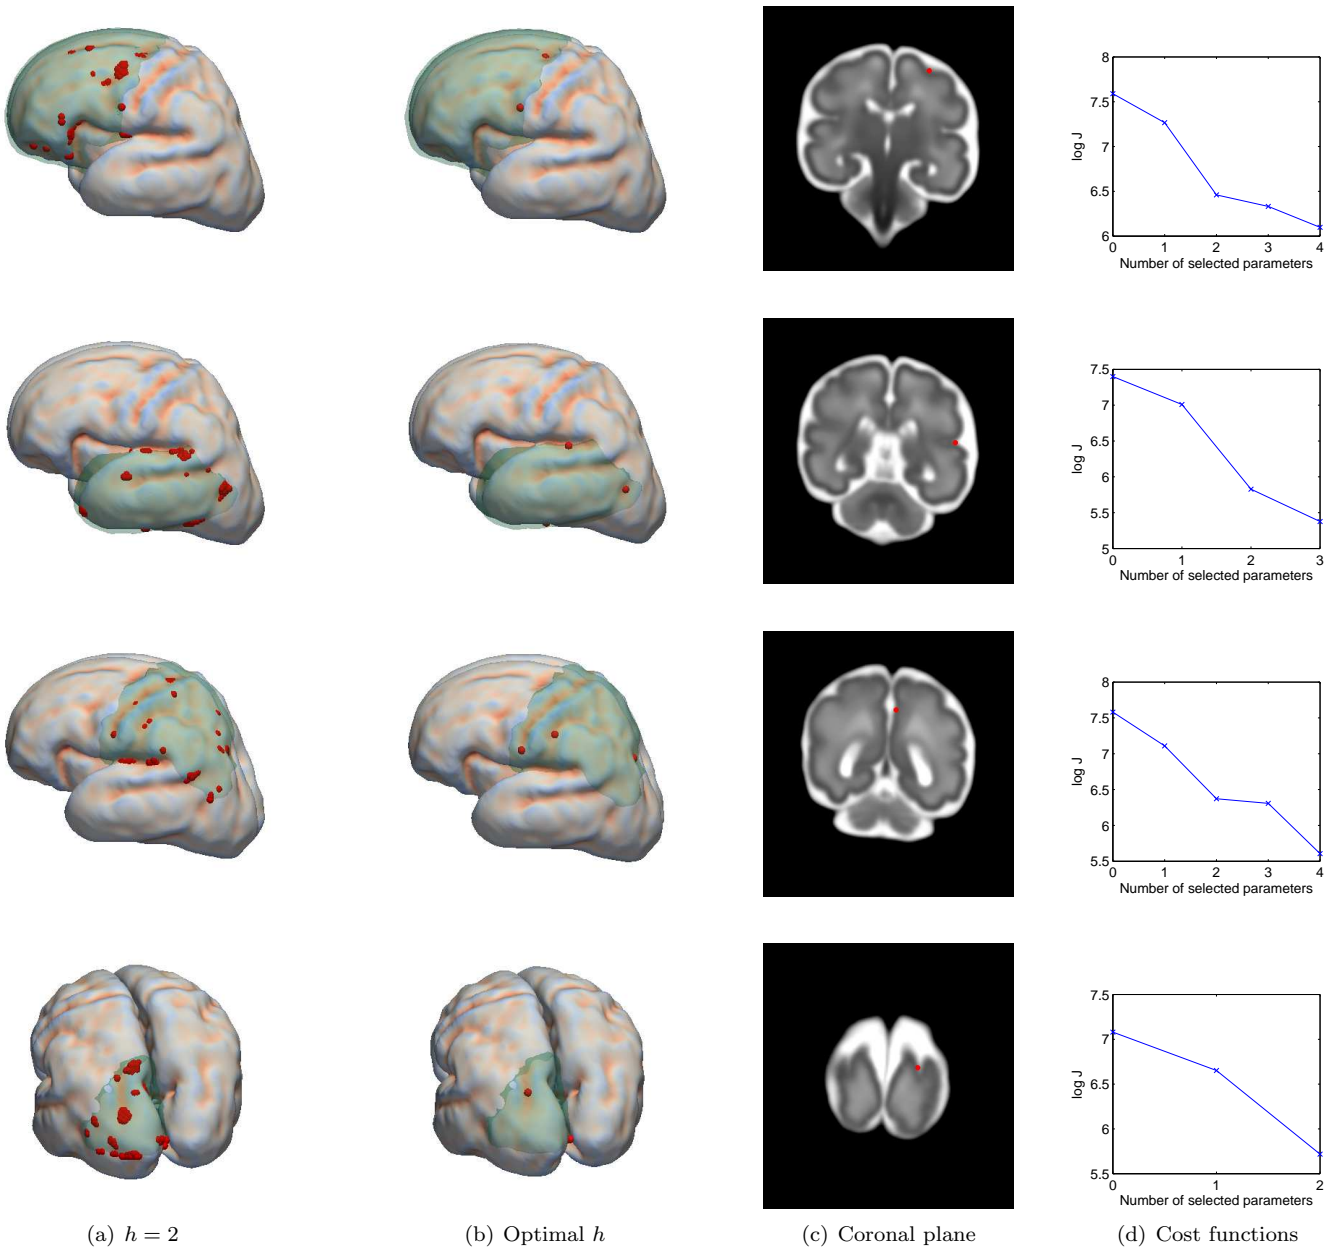 8
7.5
7
6.5
6
log J
0 1 2 3 4
Number of selected parameters
7.5
7
6.5
6
5.5
5
log J
0 1 2 3
Number of selected parameters
8
7.5
7
6.5
6
5.5
log J
0 1 2 3 4
Number of selected parameters
7.5
7
6.5
6
5.5
log J
0 1 2
Number of selected parameters
(a) h = 2
(b) Optimal h
(c) Coronal plane
(d) Cost functions